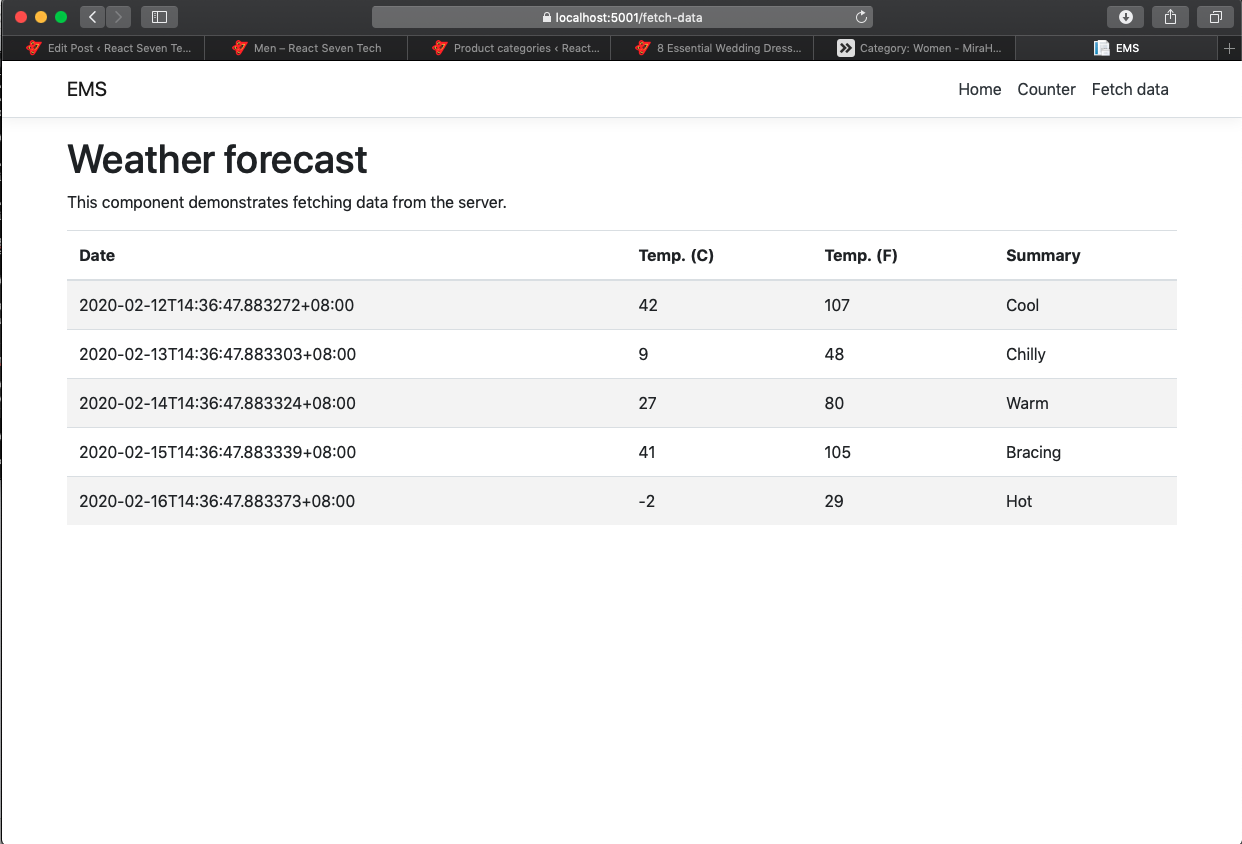 localhost:5001/fetch-data
Edit Post ‹ React Seven Te...
Men – React Seven Tech
Product categories ‹ React...
8 Essential Wedding Dress...
Category: Women - MiraH...
EMS
EMS
Home Counter Fetch data
Weather forecast
This component demonstrates fetching data from the server.
Date Temp. (C) Temp. (F) Summary
2020-02-12T14:36:47.883272+08:00 42 107 Cool
2020-02-13T14:36:47.883303+08:00 9 48 Chilly
2020-02-14T14:36:47.883324+08:00 27 80 Warm
2020-02-15T14:36:47.883339+08:00 41 105 Bracing
2020-02-16T14:36:47.883373+08:00 -2 29 Hot